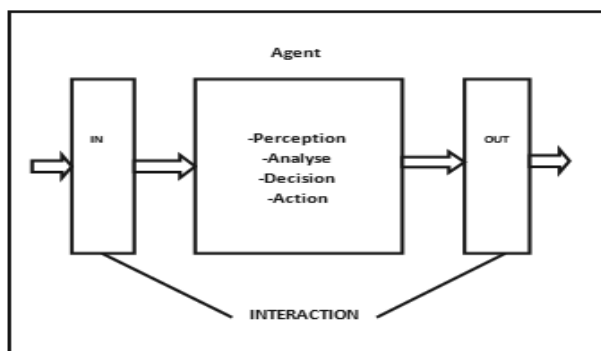 Agent
IN
-Perception
-Analyse
-Decision
-Action
OUT
INTERACTION